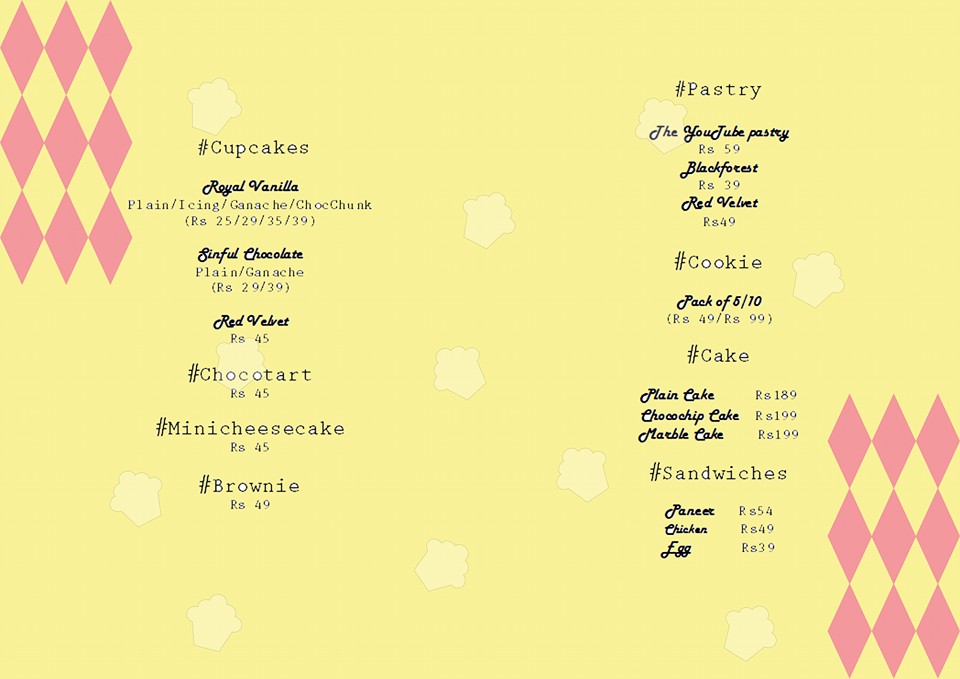 #Cupcakes
Royal Vanilla
Plain/Icing/Ganache/ChocChunk
(Rs 25/29/35/39)
Sinful Chocolate
Plain/Ganache
(Rs 29/39)
Red Velvet
Rs 45
#Chocotart
Rs 45
#Minicheesecake
Rs 45
#Brownie
Rs 49
#Pastry
The YouTube pastry
Rs 59
Blackforest
Rs 39
Red Velvet
Rs49
#Cookie
Pack of 5/10
(Rs 49/Rs 99)
#Cake
Plain Cake Rs189
Chocochip Cake Rs199
Marble Cake Rs199
#Sandwiches
Paneer Rs54
Chicken Rs49
Egg Rs39